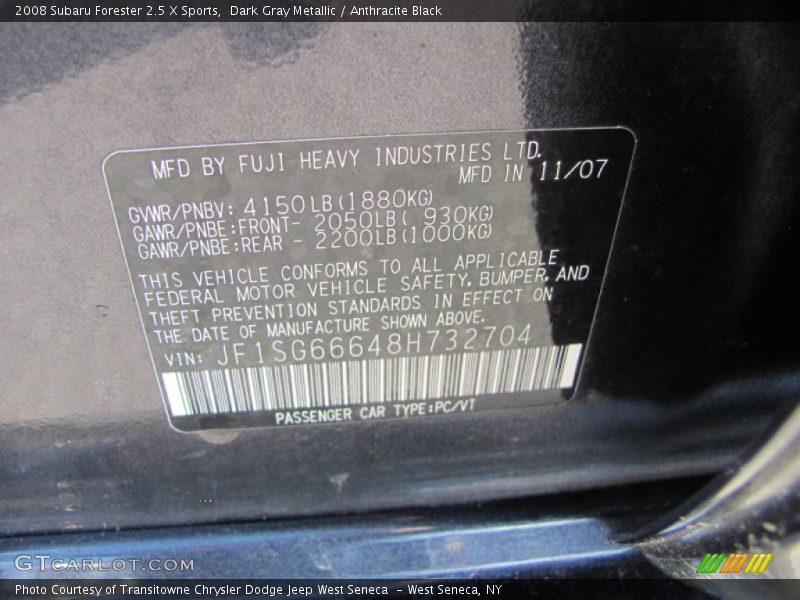 2008 Subaru Forester 2.5 X Sports,  Dark Gray Metallic / Anthracite Black
MFD BY FUJI HEAVY INDUSTRIES LTD.
MFD IN 11/07
GVWR/PNBV: 4150LB(1880KG)
GAWR/PNBE:FRONT- 2050LB( 930KG)
GAWR/PNBE:REAR - 2200LB(1000KG)
THIS VEHICLE CONFORMS TO ALL APPLICABLE
FEDERAL MOTOR VEHICLE SAFETY, BUMPER, AND
THEFT PREVENTION STANDARDS IN EFFECT ON
THE DATE OF MANUFACTURE SHOWN ABOVE.
VIN: JF1SG66648H732704
PASSENGER CAR TYPE:PC/VT
GTCARLOT.COM
Photo Courtesy of Transitowne Chrysler Dodge Jeep West Seneca  - West Seneca, NY